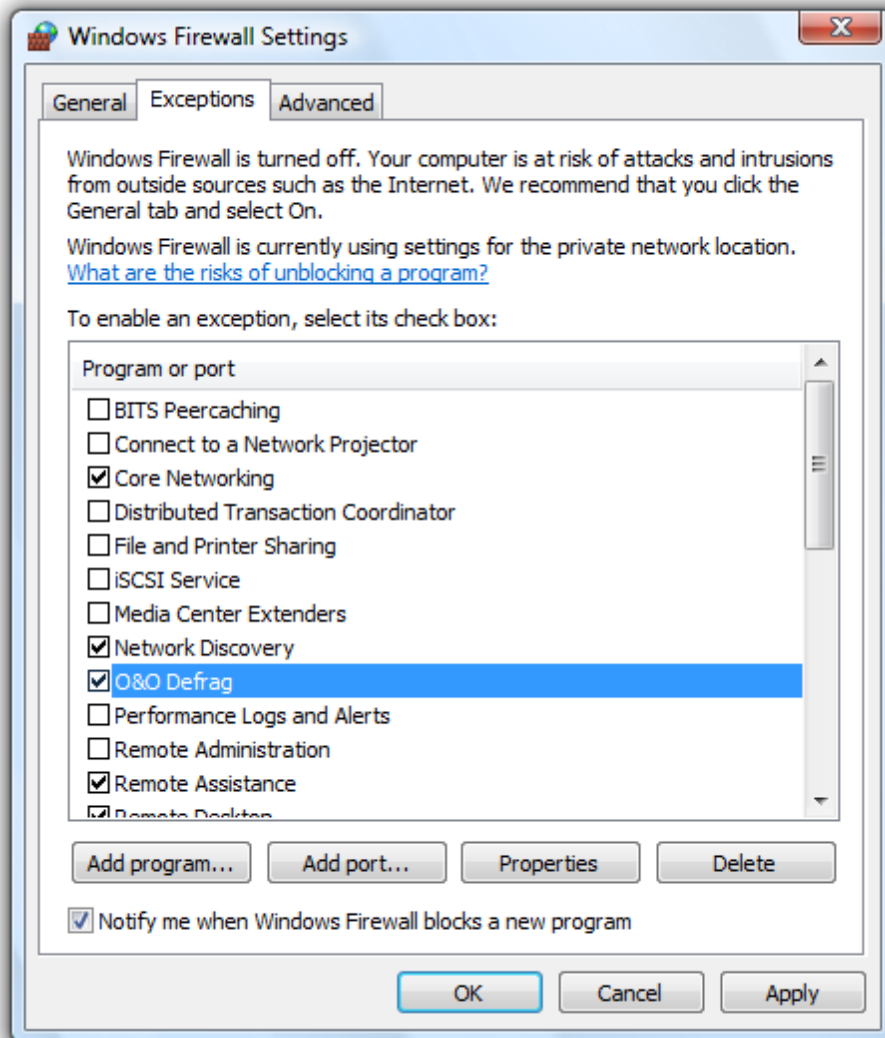 Windows Firewall Settings
General Exceptions Advanced
Windows Firewall is turned off. Your computer is at risk of attacks and intrusions
from outside sources such as the Internet. We recommend that you click the
General tab and select On.
Windows Firewall is currently using settings for the private network location.
What are the risks of unblocking a program?
To enable an exception, select its check box:
Program or port
BITS Peercaching
Connect to a Network Projector
Core Networking
Distributed Transaction Coordinator
File and Printer Sharing
iSCSI Service
Media Center Extenders
Network Discovery
O&O Defrag
Performance Logs and Alerts
Remote Administration
Remote Assistance
Remote Desktop
Add program... Add port... Properties Delete
Notify me when Windows Firewall blocks a new program
OK Cancel Apply